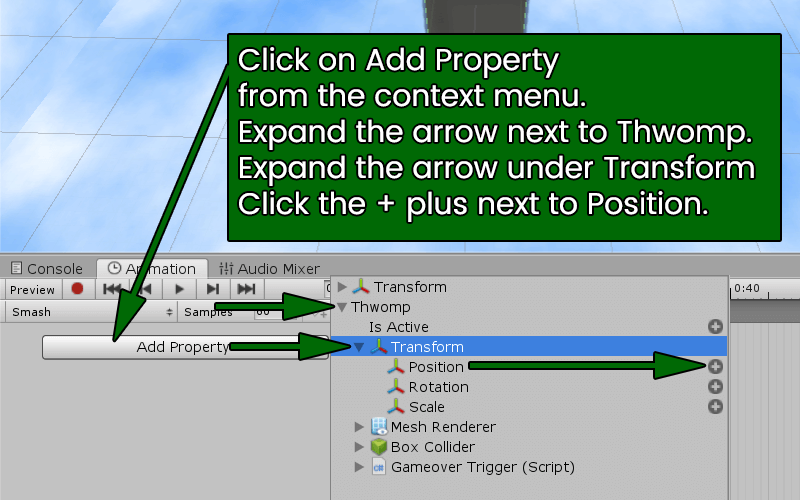 Click on Add Property
from the context menu.
Expand the arrow next to Thwomp.
Expand the arrow under Transform
Click the + plus next to Position.
Console Animation Audio Mixer
Preview
Smash Samples
0:40
Add Property
Transform
Thwomp
Is Active
Transform
Position
Rotation
Scale
Mesh Renderer
Box Collider
Gameover Trigger (Script)